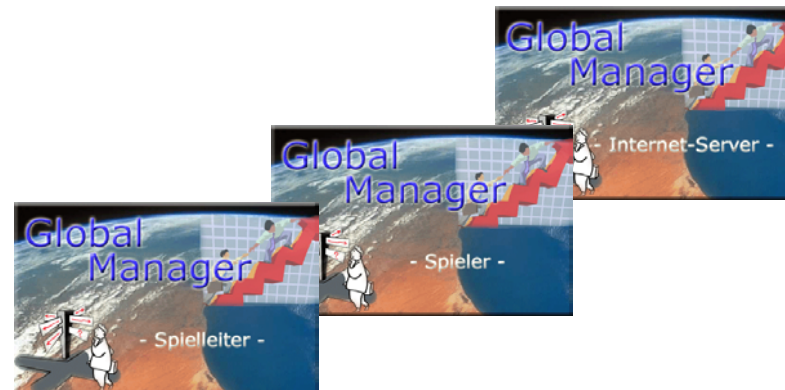 Global
Manager
- Internet-Server -
Global
Manager
- Spieler -
Global
Manager
- Spielleiter -